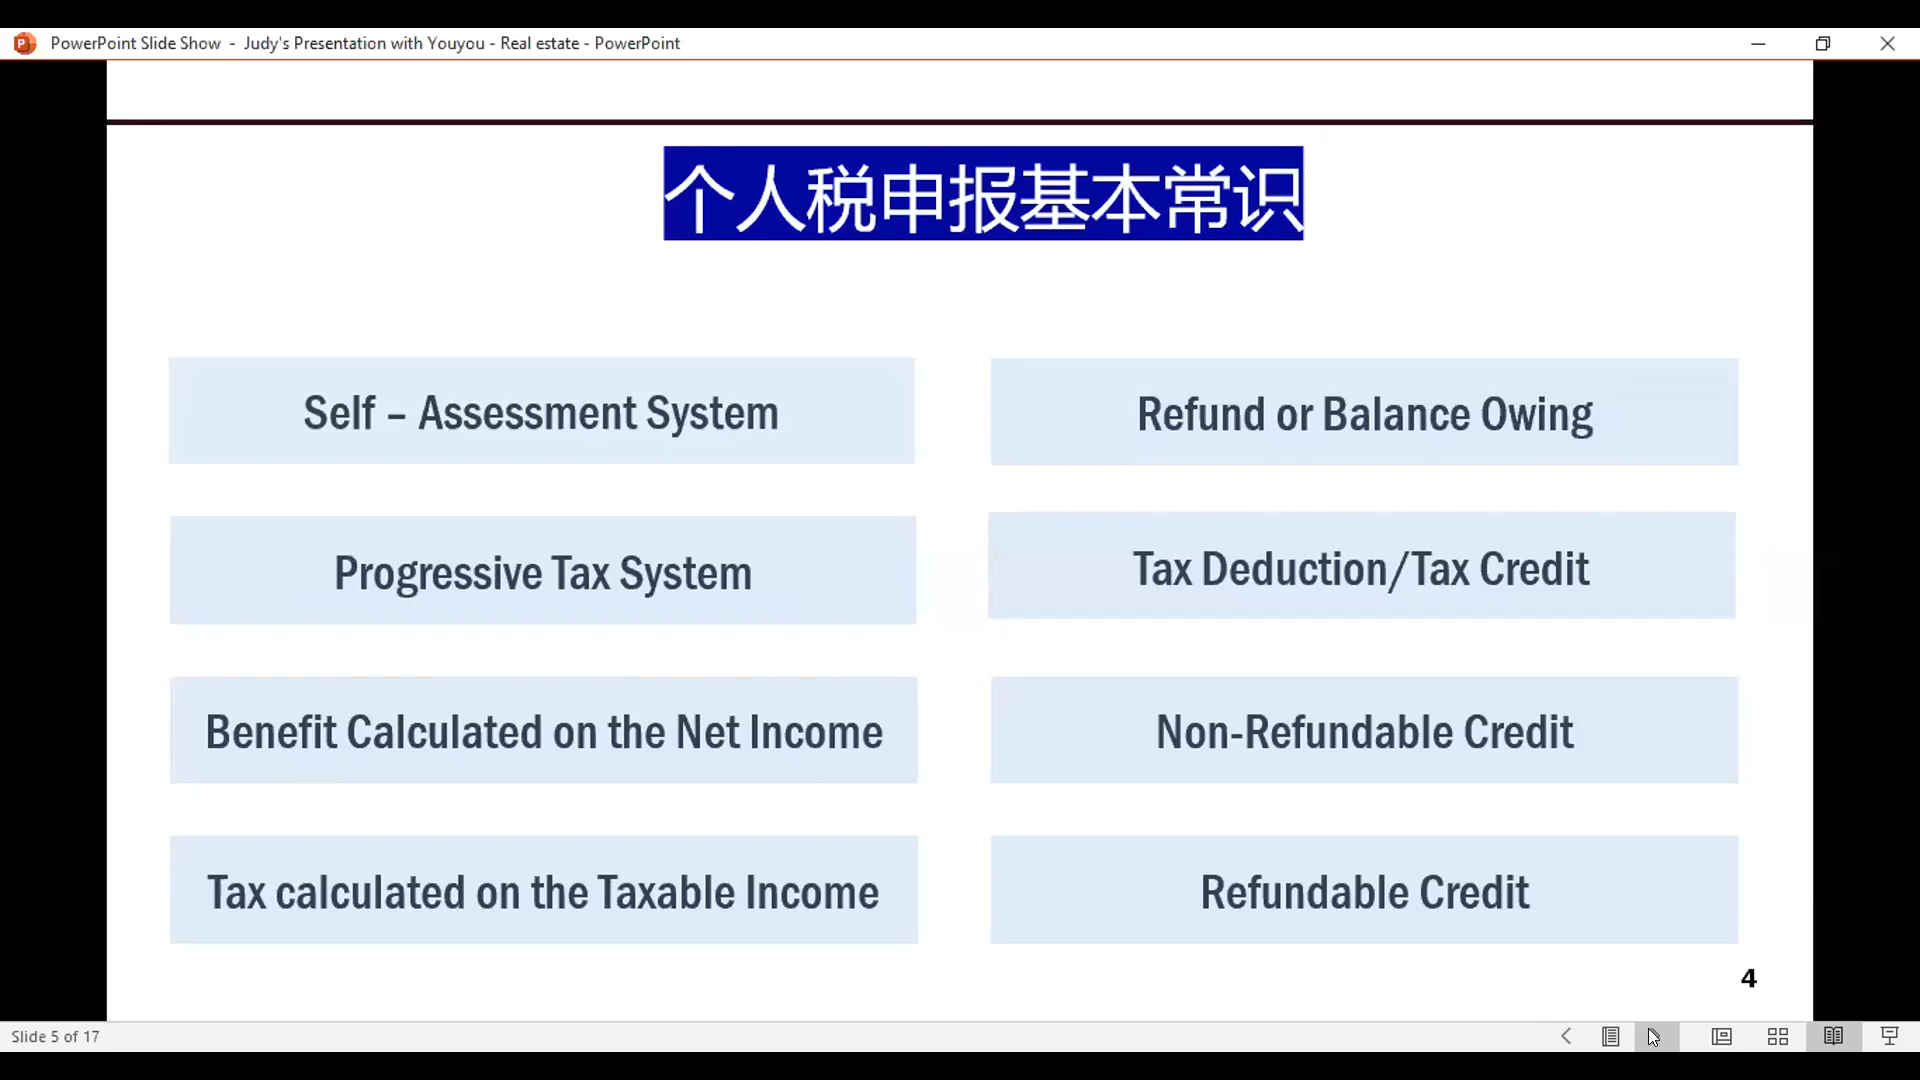 PowerPoint Slide Show - Judy's Presentation with Youyou - Real estate - PowerPoint
个人税申报基本常识
Self – Assessment System
Refund or Balance Owing
Progressive Tax System
Tax Deduction/Tax Credit
Benefit Calculated on the Net Income
Non-Refundable Credit
Tax calculated on the Taxable Income
Refundable Credit
4
Slide 5 of 17